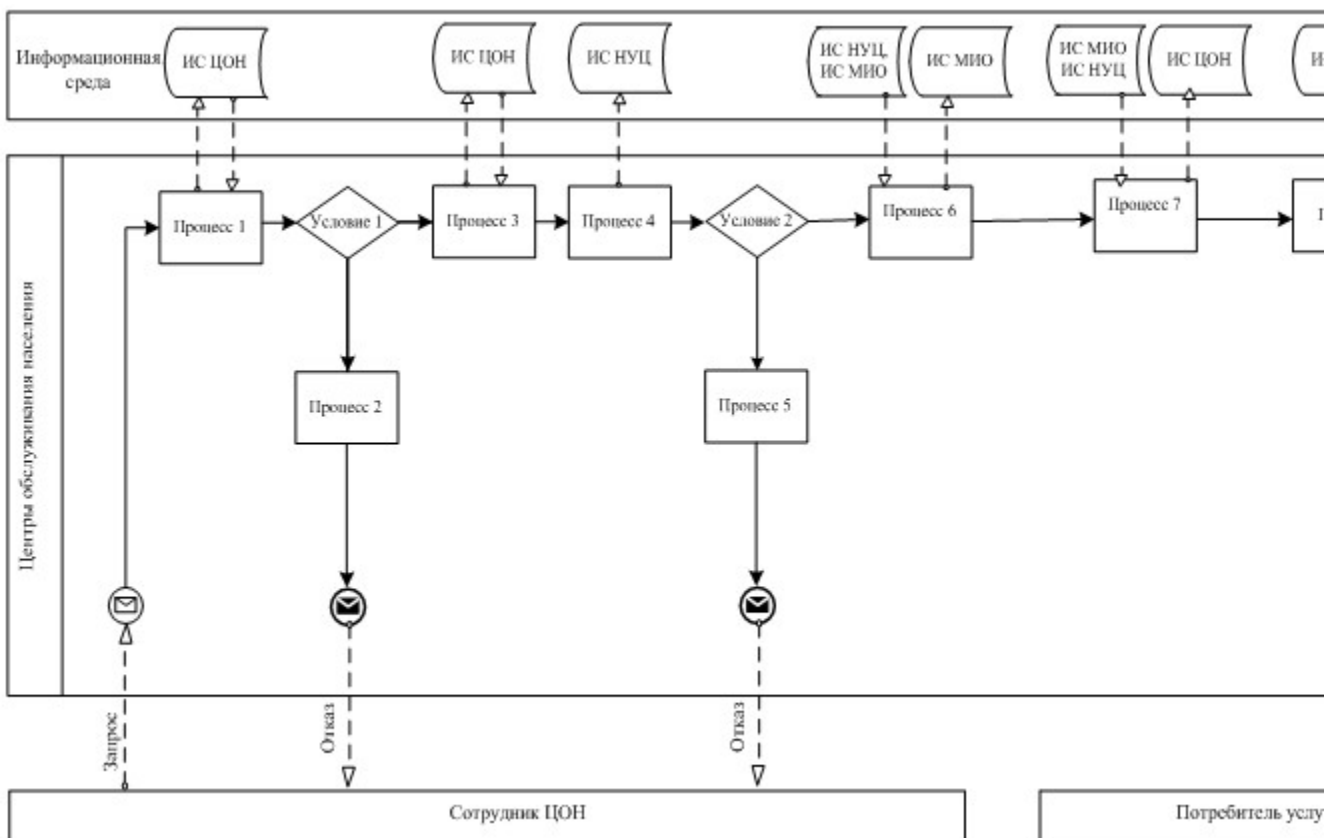 Информационная
среда
ИС ЦОН
ИС ЦОН
ИС НУЦ
ИС НУЦ,
ИС МИО
ИС МИО
ИС МИО
ИС НУЦ
ИС ЦОН
Центры обслуживания населения
Процесс 1
Условие 1
Процесс 3
Процесс 4
Условие 2
Процесс 6
Процесс 7
Процесс 2
Процесс 5
Запрос
Отказ
Отказ
Сотрудник ЦОН
Потребитель услу